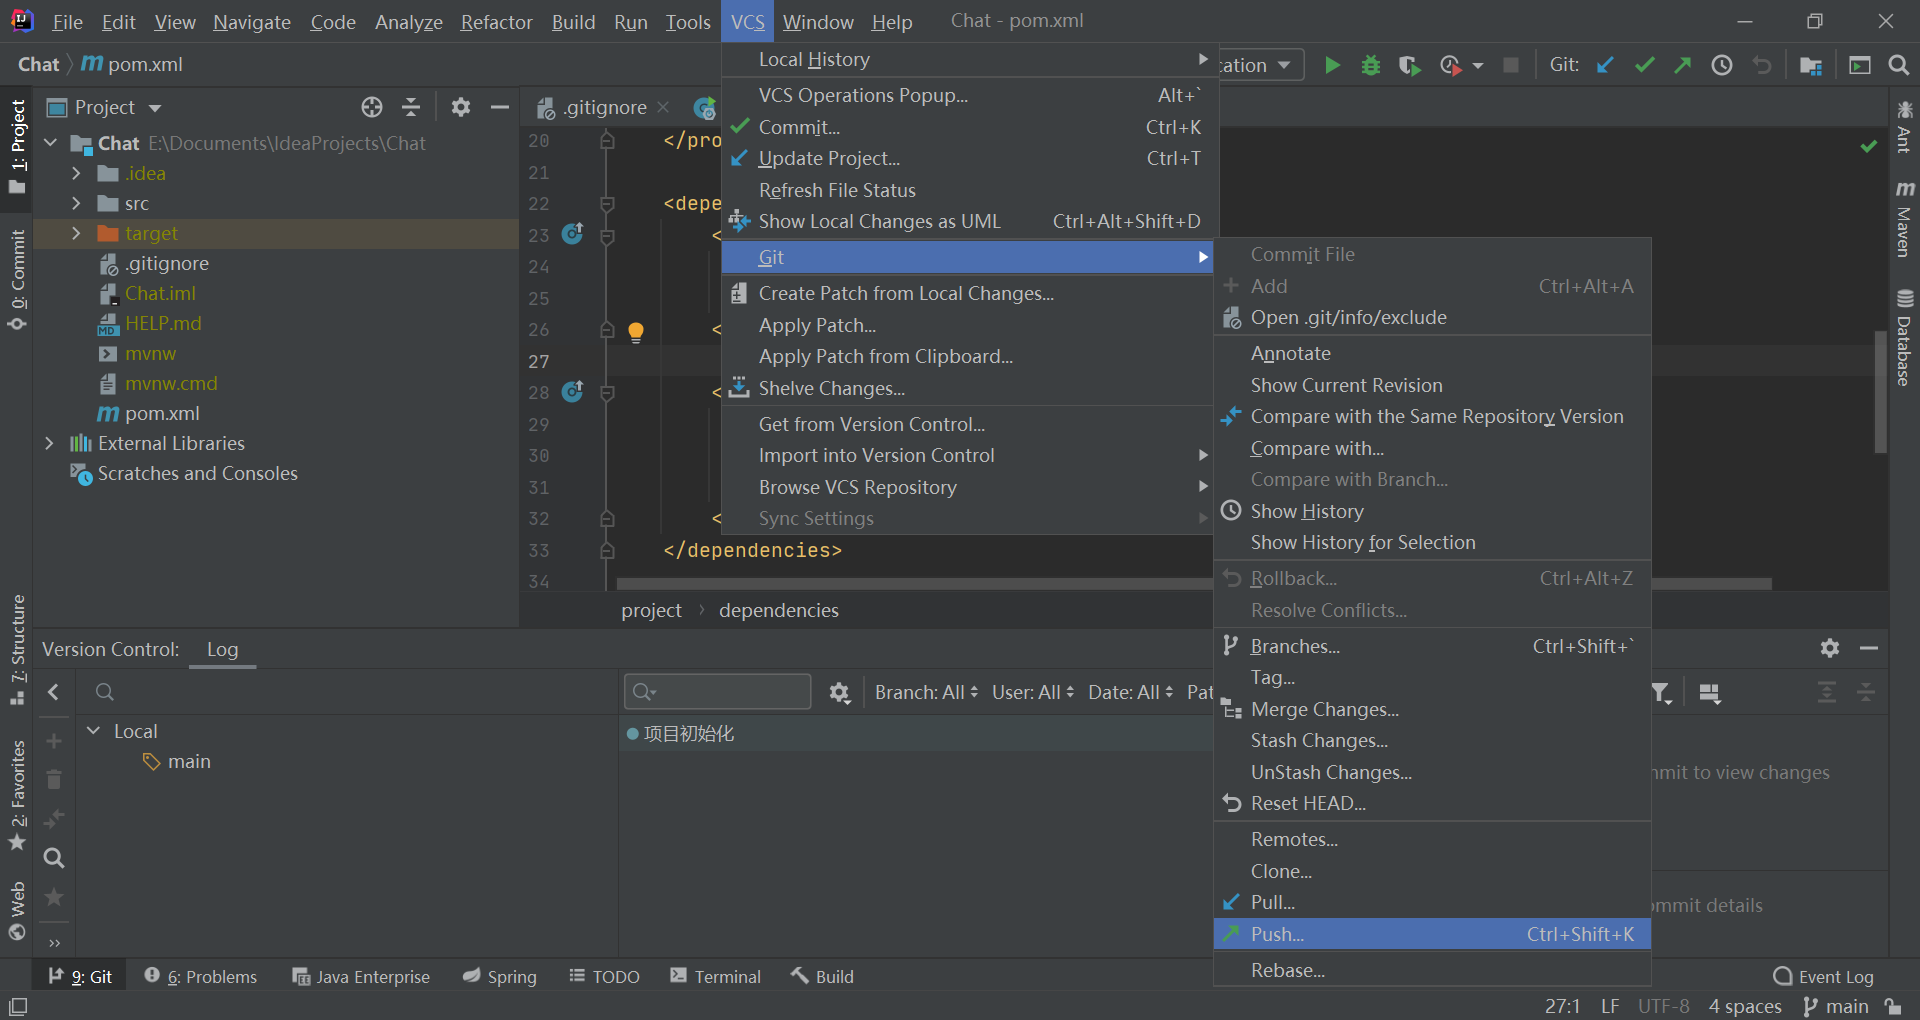 File Edit View Navigate Code Analyze Refactor Build Run Tools VCS Window Help Chat - pom.xml
Chat pom.xml
Git:
Project
.gitignore
1: Project
0: Commit
7: Structure
2: Favorites
Web
Chat E:\Documents\IdeaProjects\Chat
.idea
src
target
.gitignore
Chat.iml
HELP.md
mvnw
mvnw.cmd
pom.xml
External Libraries
Scratches and Consoles
20 </pro
21
22 <depe
23 <
24
25
26 <
27
28 <
29
30
31
32 <
33 </dependencies>
34
project › dependencies
Local History
VCS Operations Popup... Alt+`
Commit... Ctrl+K
Update Project... Ctrl+T
Refresh File Status
Show Local Changes as UML Ctrl+Alt+Shift+D
Git
Create Patch from Local Changes...
Apply Patch...
Apply Patch from Clipboard...
Shelve Changes...
Get from Version Control...
Import into Version Control
Browse VCS Repository
Sync Settings
Commit File
Add Ctrl+Alt+A
Open .git/info/exclude
Annotate
Show Current Revision
Compare with the Same Repository Version
Compare with...
Compare with Branch...
Show History
Show History for Selection
Rollback... Ctrl+Alt+Z
Resolve Conflicts...
Branches... Ctrl+Shift+`
Tag...
Merge Changes...
Stash Changes...
UnStash Changes...
Reset HEAD...
Remotes...
Clone...
Pull...
Push... Ctrl+Shift+K
Rebase...
Ant
Maven
Database
Version Control: Log
Branch: All User: All Date: All Pat
Local
main
项目初始化
mit to view changes
mmit details
9: Git 6: Problems Java Enterprise Spring TODO Terminal Build Event Log
27:1 LF UTF-8 4 spaces main